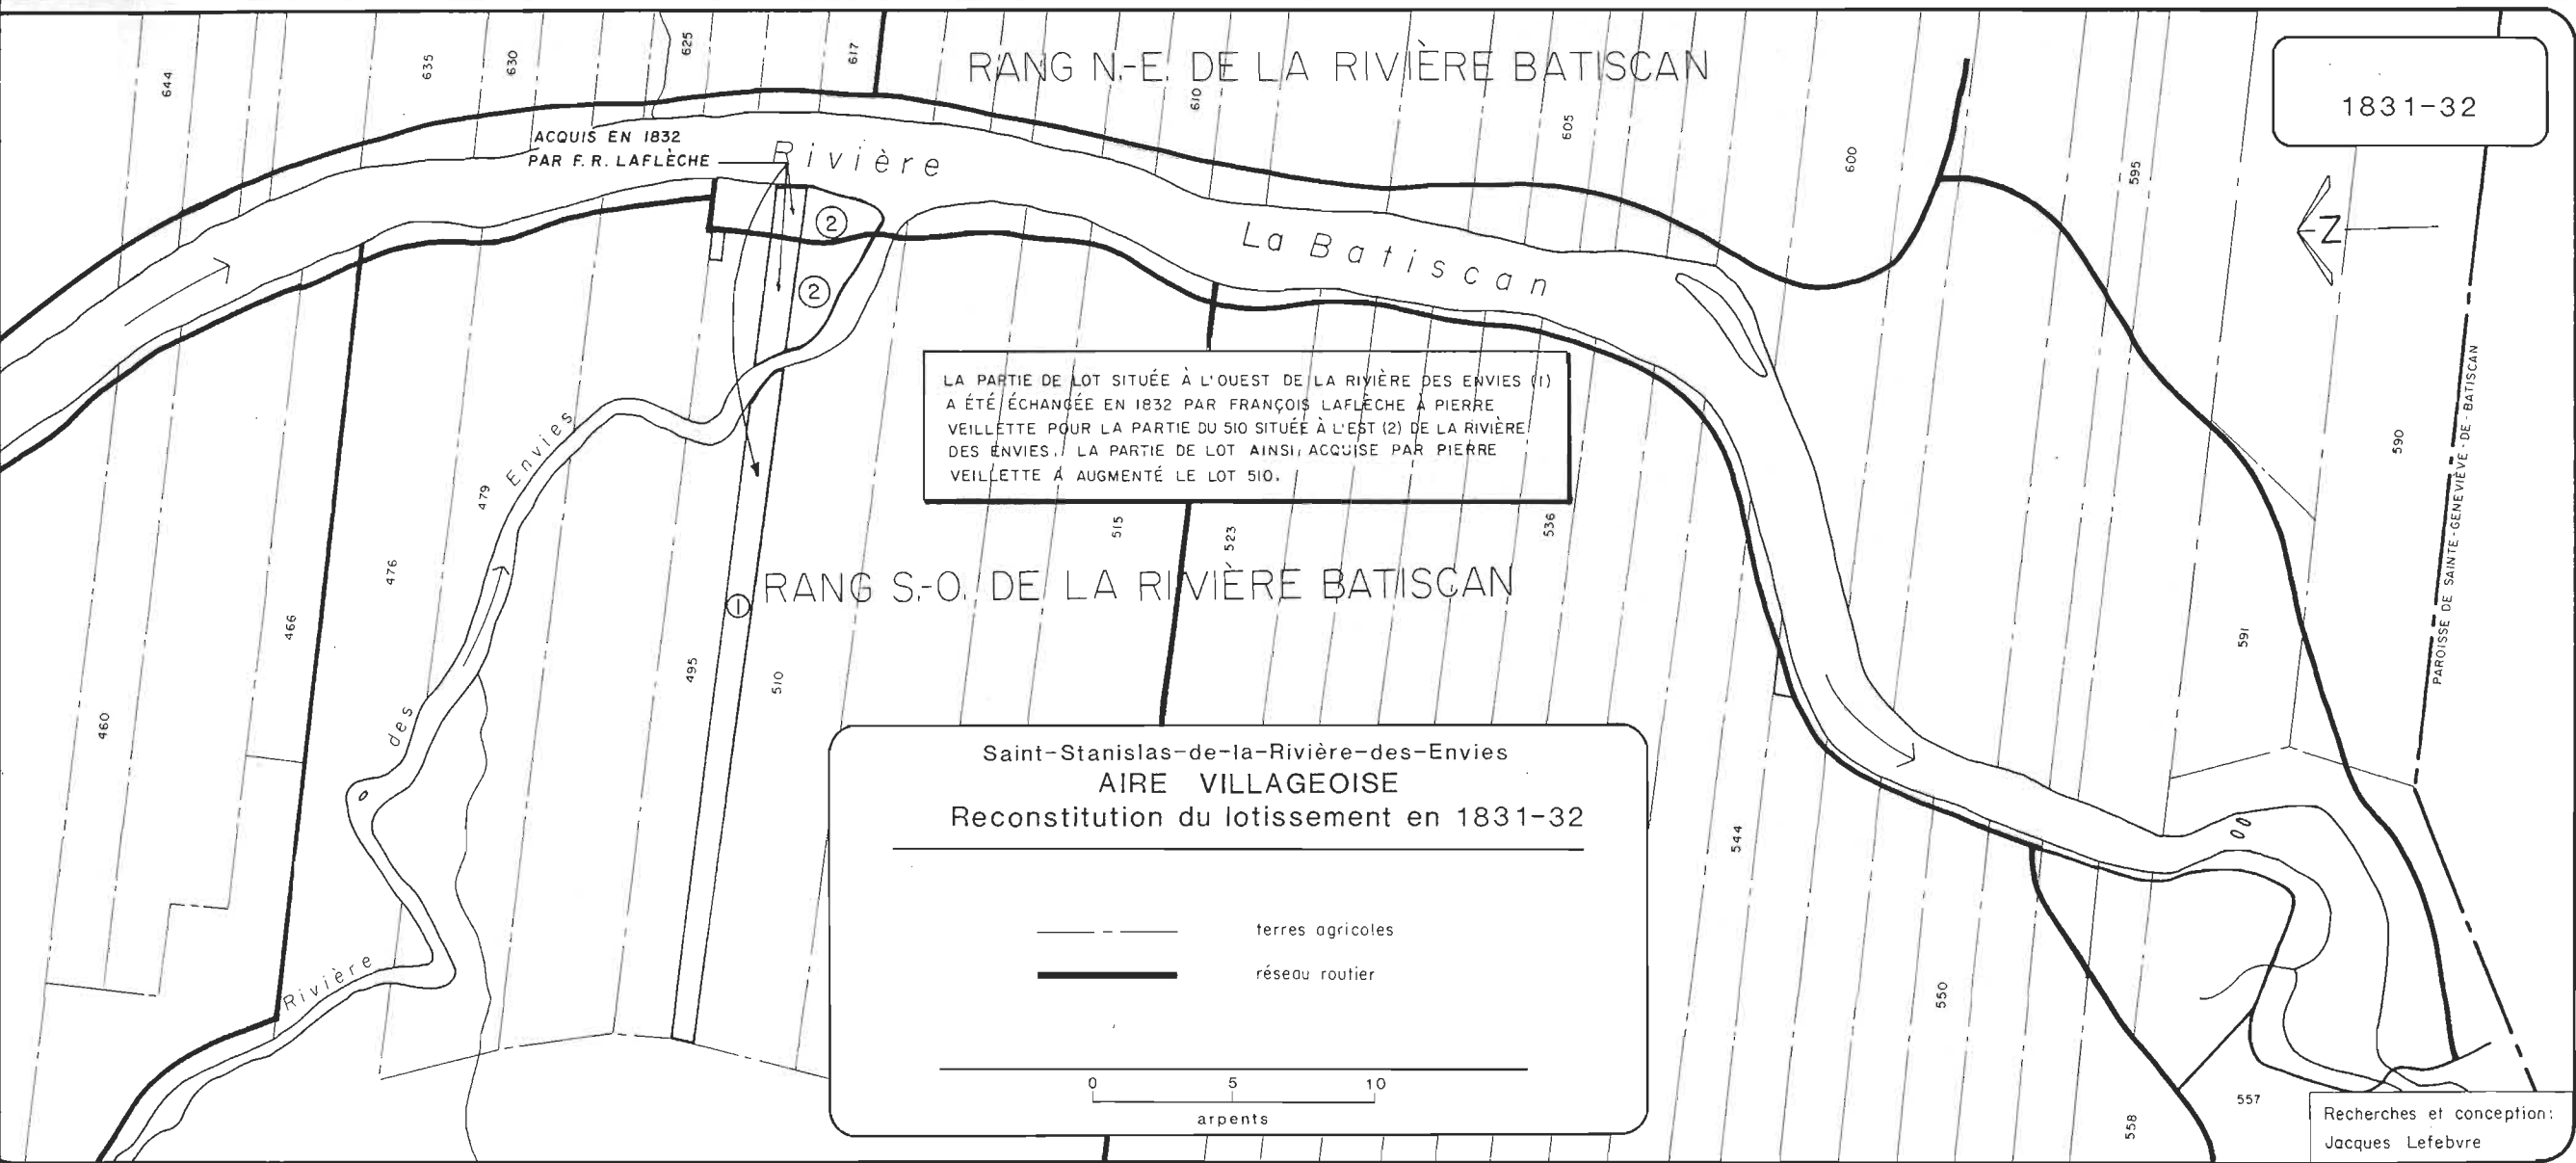 644
635
630
625
617
RANG N.-E. DE LA RIVIÈRE BATISCAN
610
605
600
595
1831-32
ACQUIS EN 1832
PAR F. R. LAFLÈCHE
Rivière
La Batiscan
2
2
Z
590
PAROISSE DE SAINTE-GENEVIÈVE-DE-BATISCAN
LA PARTIE DE LOT SITUÉE À L'OUEST DE LA RIVIÈRE DES ENVIES (1)
A ÉTÉ ÉCHANGÉE EN 1832 PAR FRANÇOIS LAFLÈCHE À PIERRE
VEILLETTE POUR LA PARTIE DU 510 SITUÉE À L'EST (2) DE LA RIVIÈRE
DES ENVIES. LA PARTIE DE LOT AINSI ACQUISE PAR PIERRE
VEILLETTE A AUGMENTÉ LE LOT 510.
460
466
476
479
Rivière des Envies
495
1
510
515
523
536
RANG S.-O. DE LA RIVIÈRE BATISCAN
591
544
550
558
557
Saint-Stanislas-de-la-Rivière-des-Envies
AIRE VILLAGEOISE
Reconstitution du lotissement en 1831-32
terres agricoles
réseau routier
0 5 10
arpents
Recherches et conception:
Jacques Lefebvre